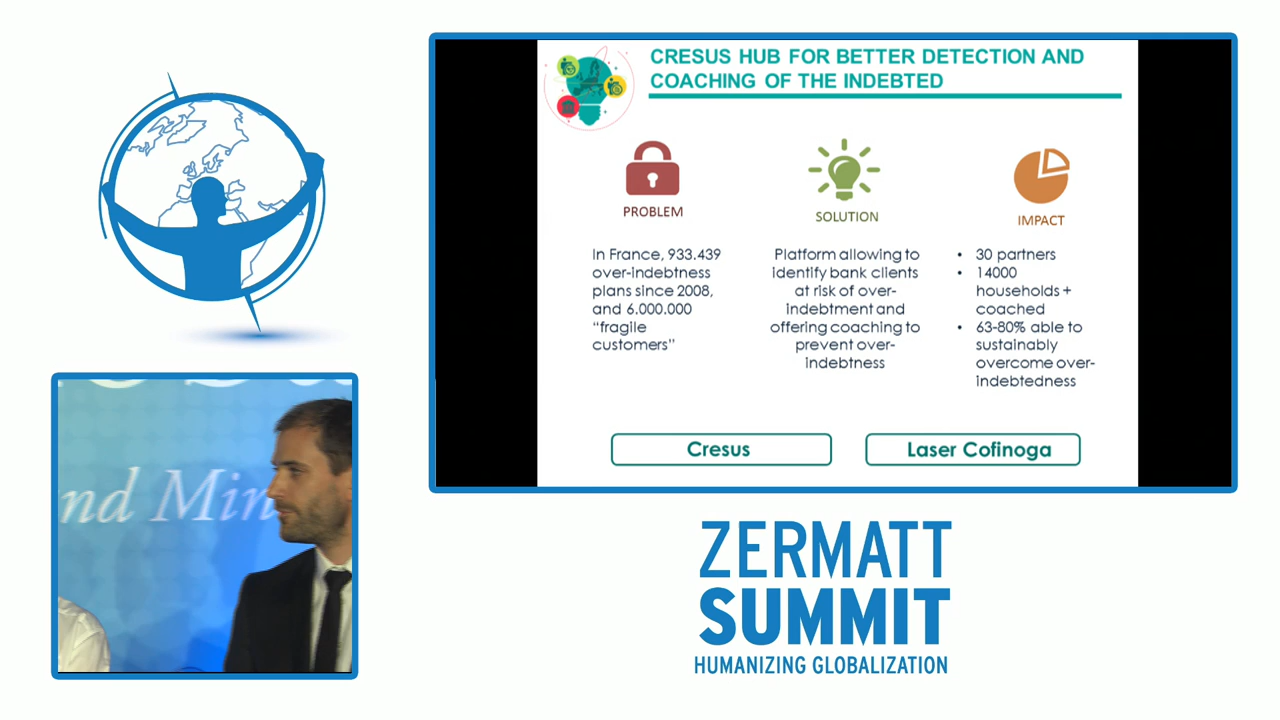 CRESUS HUB FOR BETTER DETECTION AND
COACHING OF THE INDEBTED
PROBLEM
In France, 933.439
over-indebtness
plans since 2008,
and 6.000.000
“fragile
customers”
SOLUTION
Platform allowing to
identify bank clients
at risk of over-
indebtment and
offering coaching to
prevent over-
indebtness
IMPACT
• 30 partners
• 14000
households +
coached
• 63-80% able to
sustainably
overcome over-
indebtedness
Cresus
Laser Cofinoga
ZERMATT
SUMMIT
HUMANIZING GLOBALIZATION